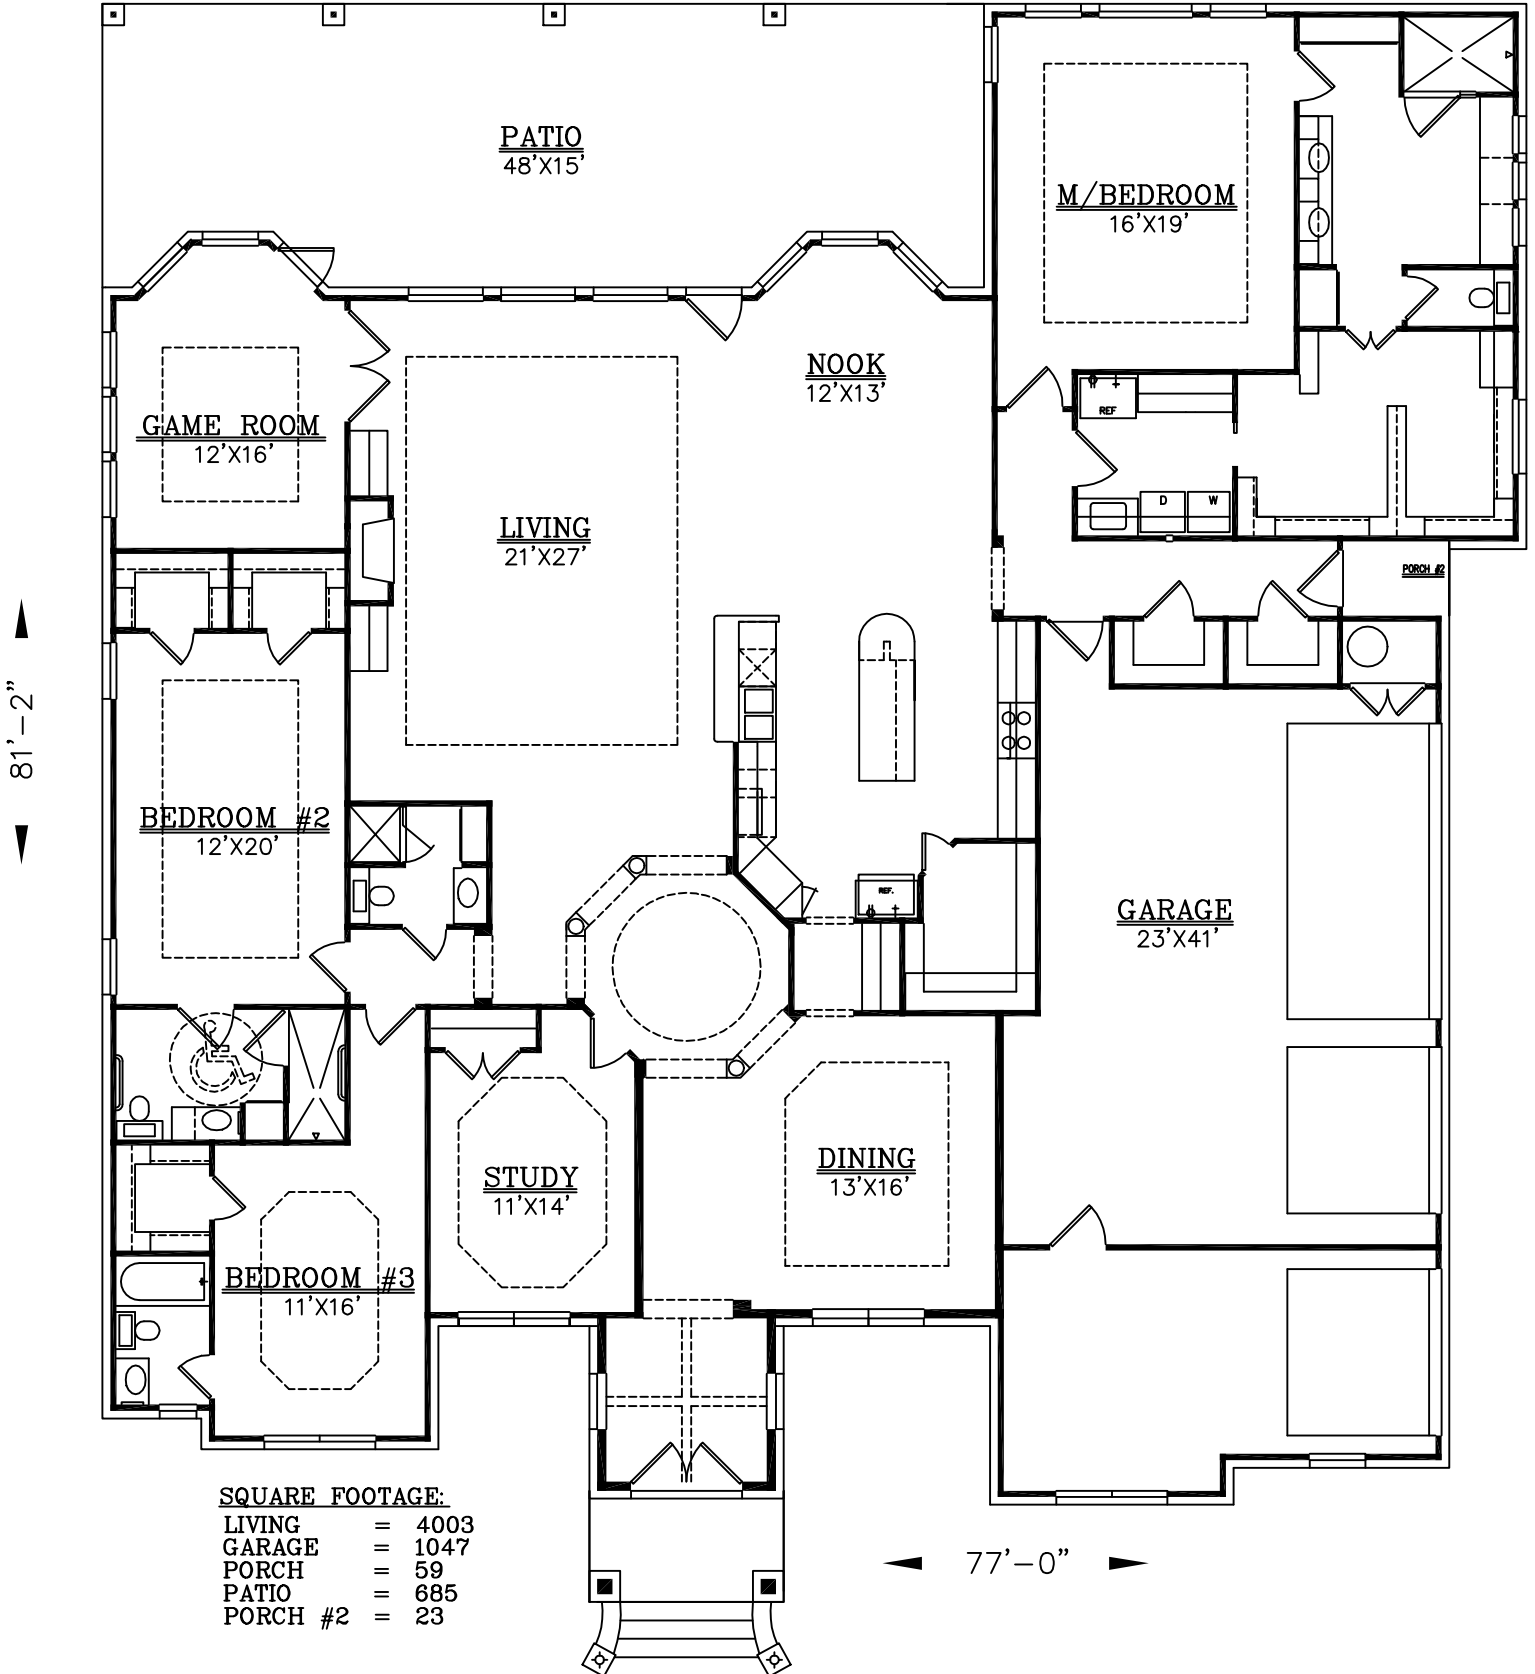 PATIO
48'X15'
M/BEDROOM
16'X19'
NOOK
12'X13'
REF
GAME ROOM
12'X16'
D
W
LIVING
21'X27'
PORCH #2
81'-2"
BEDROOM #2
12'X20'
REF.
GARAGE
23'X41'
STUDY
11'X14'
DINING
13'X16'
BEDROOM #3
11'X16'
SQUARE FOOTAGE:
LIVING = 4003
GARAGE = 1047
PORCH = 59
PATIO = 685
PORCH #2 = 23
77'-0"